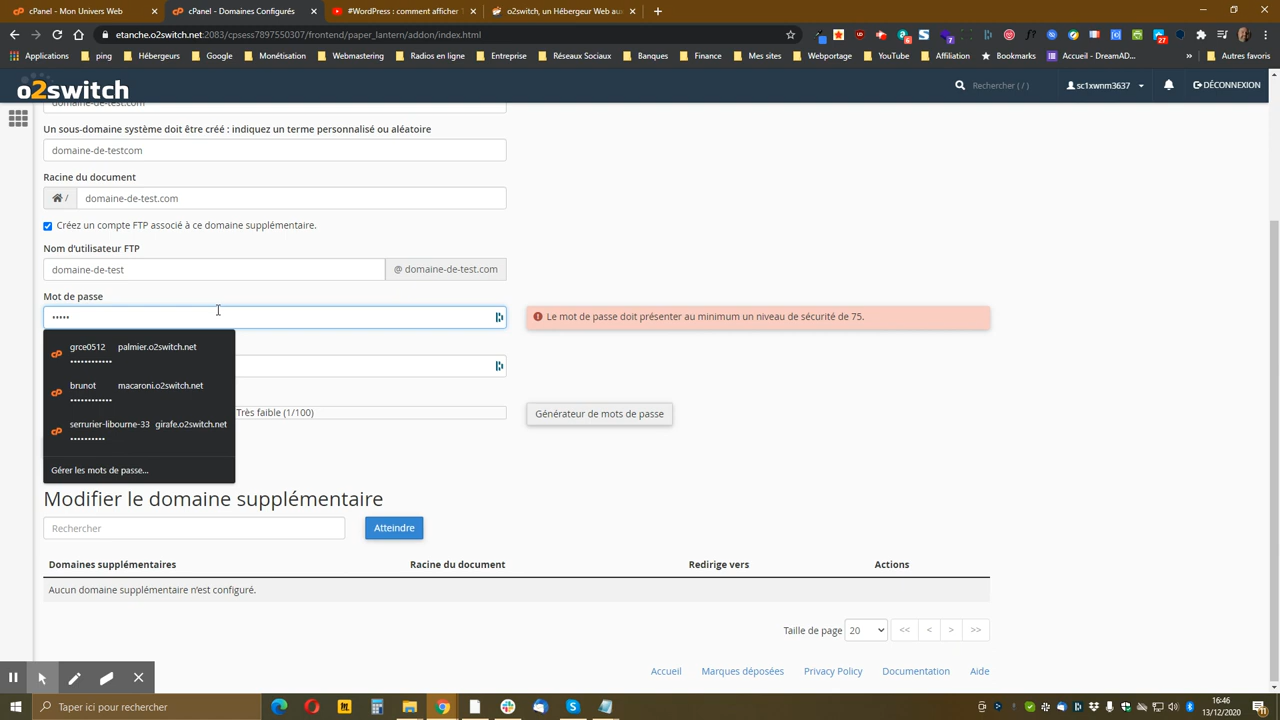 cPanel - Mon Univers Web
cPanel - Domaines Configurés
#WordPress : comment affacher
o2switch, un Hébergeur Web au
etanche.o2switch.net:2083/cpsess7897550307/frontend/paper_lantern/addon/index.html
Applications
ping
Hébergeurs
Google
Monétisation
Webmastering
Radios en ligne
Entreprise
Réseaux Sociaux
Banques
Finance
Mes sites
Webportage
YouTube
Affiliation
Bookmarks
Accueil – DreamAD...
»
Autres favoris
o2switch
Rechercher ( / )
sc1xwnm3637
DÉCONNEXION
domaine-de-test.com
Un sous-domaine système doit être créé : indiquez un terme personnalisé ou aléatoire
domaine-de-testcom
Racine du document
/ domaine-de-test.com
Créez un compte FTP associé à ce domaine supplémentaire.
Nom d'utilisateur FTP
domaine-de-test @ domaine-de-test.com
Mot de passe
•••••
Le mot de passe doit présenter au minimum un niveau de sécurité de 75.
grce0512 palmier.o2switch.net
••••••••••••
brunot macaroni.o2switch.net
••••••••••••
Très faible (1/100)
Générateur de mots de passe
serrurier-libourne-33 girafe.o2switch.net
••••••••••
Gérer les mots de passe...
Modifier le domaine supplémentaire
Rechercher
Atteindre
Domaines supplémentaires Racine du document Redirige vers Actions
Aucun domaine supplémentaire n'est configuré.
Taille de page 20 << < > >>
Accueil Marques déposées Privacy Policy Documentation Aide
Taper ici pour rechercher
16:46
13/12/2020